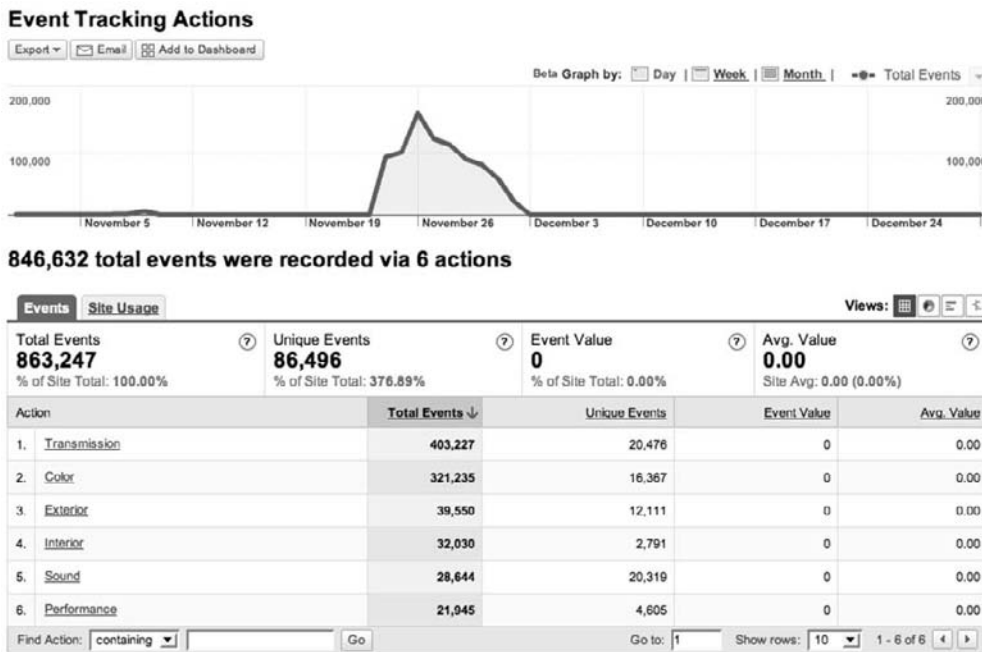 Event Tracking Actions
Export Email Add to Dashboard
Beta Graph by: Day | Week | Month | Total Events
200,000 200,00
100,000 100,00
November 5 November 12 November 19 November 26 December 3 December 10 December 17 December 24
846,632 total events were recorded via 6 actions
Events Site Usage Views:
Total Events ? Unique Events ? Event Value ? Avg. Value ?
863,247 86,496 0 0.00
% of Site Total: 100.00% % of Site Total: 376.89% % of Site Total: 0.00% Site Avg: 0.00 (0.00%)
Action Total Events ↓ Unique Events Event Value Avg. Value
1. Transmission 403,227 20,476 0 0.00
2. Color 321,235 16,367 0 0.00
3. Exterior 39,550 12,111 0 0.00
4. Interior 32,030 2,791 0 0.00
5. Sound 28,644 20,319 0 0.00
6. Performance 21,945 4,605 0 0.00
Find Action: containing Go Go to: 1 Show rows: 10 1 - 6 of 6